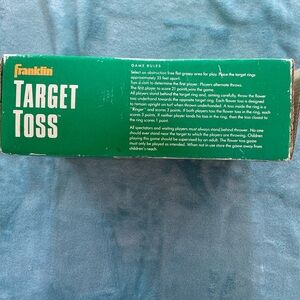 Franklin
TARGET
TOSS
GAME RULES
Select an obstruction free flat grassy area for play. Place the target rings
approximately 35 feet apart.
Toss a cloth to determine the first player. Players alternate throws.
The first player to score 21 points wins the game.
All players stand behind the target ring and, aiming carefully, throw the flower
toss underhand towards the opposite target ring. Each flower toss is designed
to remain upright on turf when thrown underhand. A toss inside the ring is a
"Ringer" and scores 3 points. If both players toss the flower toss in the ring, each
scores 3 points. If neither player lands his toss in the ring, then the toss closest to
the ring scores 1 point.
All spectators and waiting players must always stand behind thrower. No one
should ever stand near the target to which the players are throwing. Children
playing this game should be supervised by an adult. The flower toss game
must only be played as intended. When not in use store the game away from
children's reach.